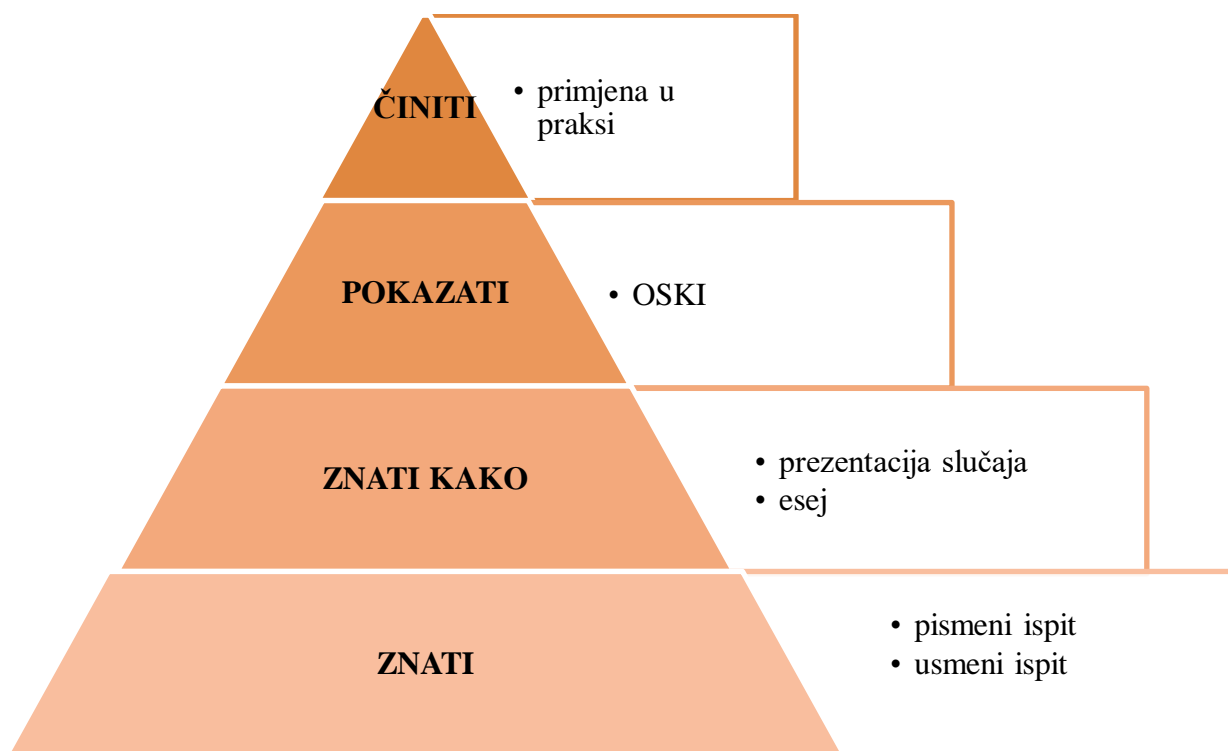 ČINITI
• primjena u
praksi
POKAZATI
• OSKI
ZNATI KAKO
• prezentacija slučaja
• esej
ZNATI
• pismeni ispit
• usmeni ispit